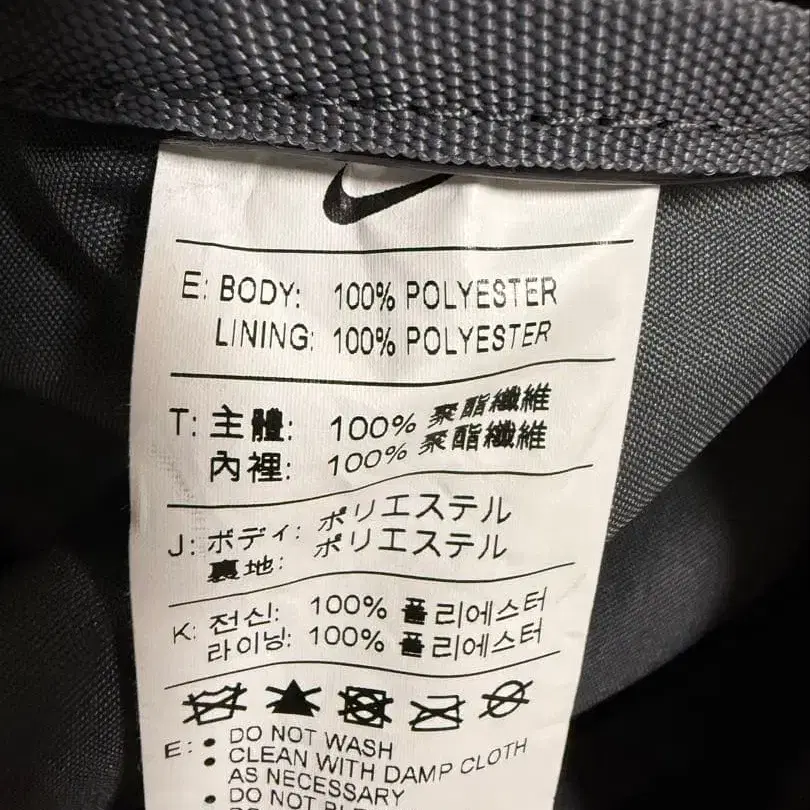 E: BODY: 100% POLYESTER
LINING: 100% POLYESTER
T: 主體: 100% 聚酯纖維
內裡: 100% 聚酯纖維
J: ボディ: ポリエステル
裏地: ポリエステル
K: 전신: 100% 폴리에스터
라이닝: 100% 폴리에스터
E: • DO NOT WASH
• CLEAN WITH DAMP CLOTH
AS NECESSARY
• DO NOT